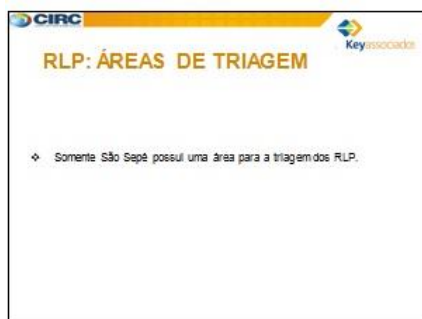 CIRC
Keyassociados
RLP: ÁREAS DE TRIAGEM
Somente São Sepé possui uma área para a triagem dos RLP.